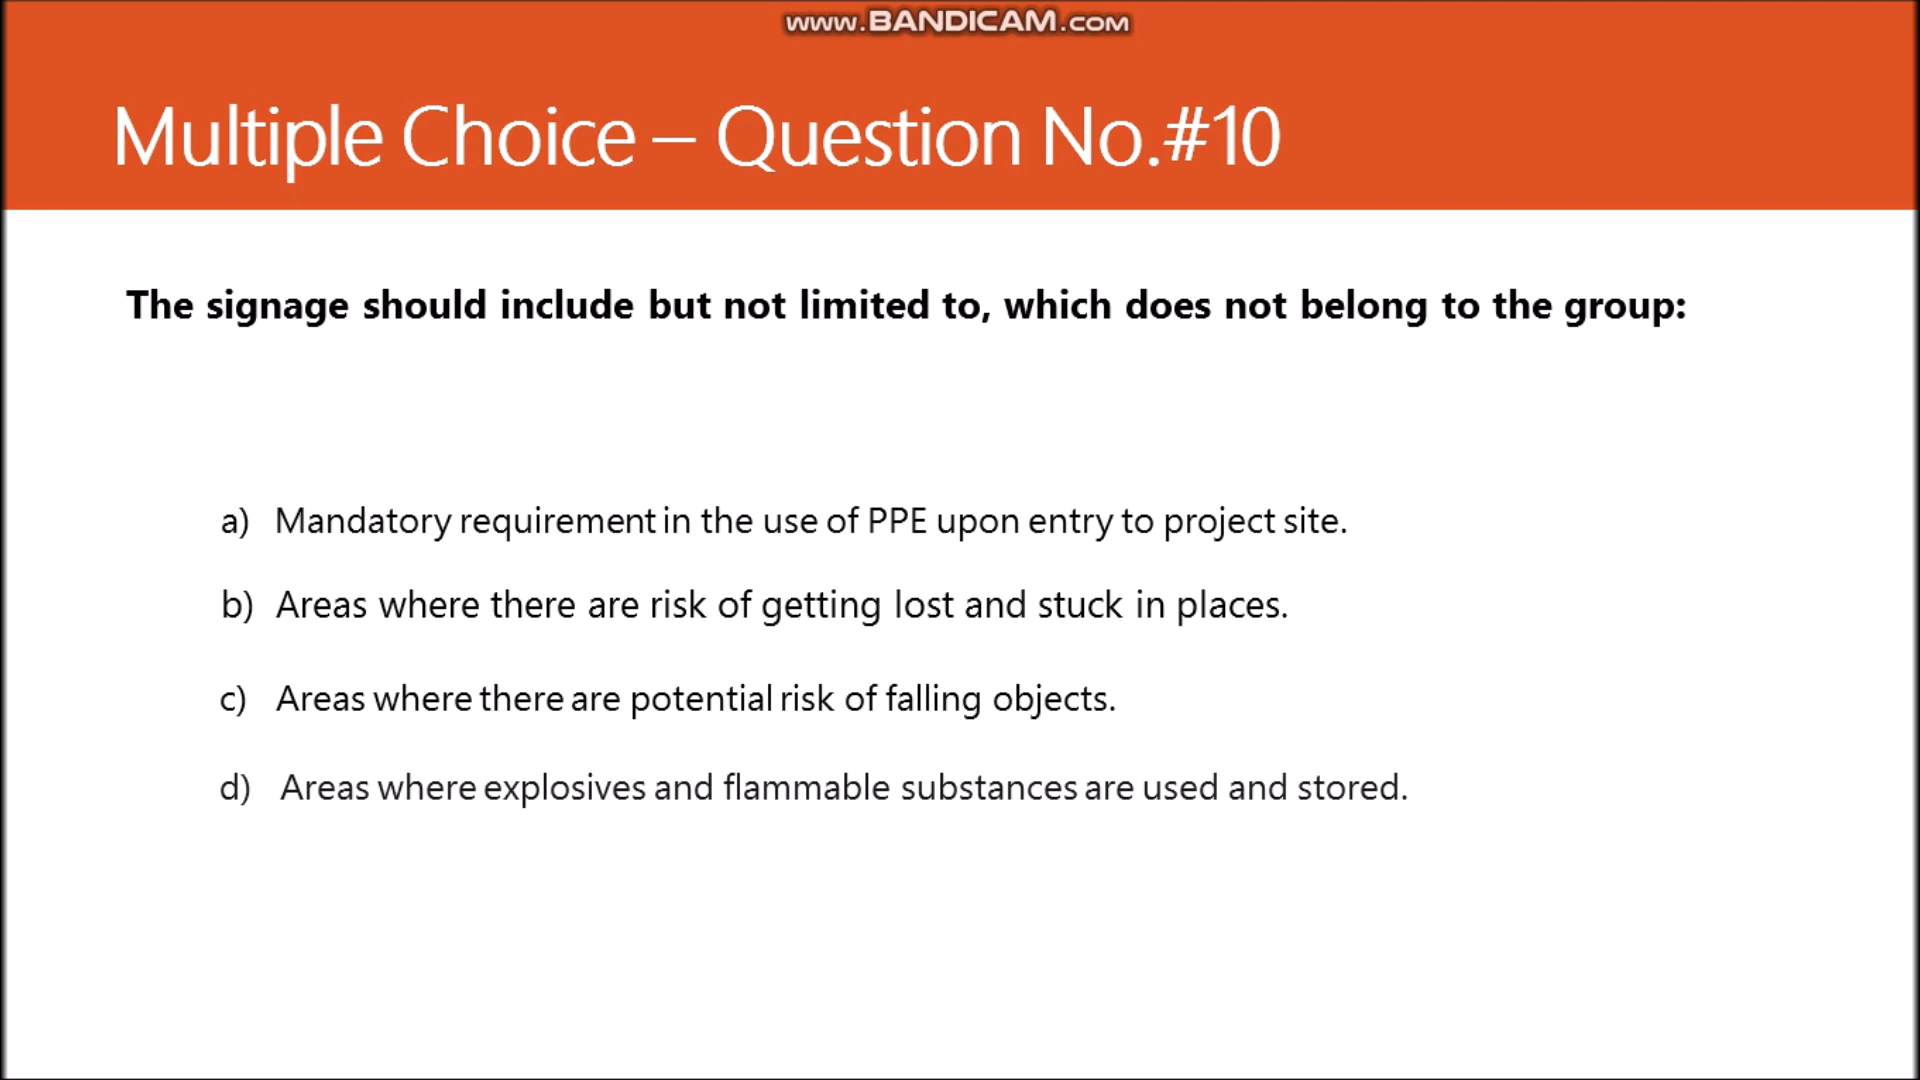 www.BANDICAM.com
Multiple Choice – Question No.#10
The signage should include but not limited to, which does not belong to the group:
a) Mandatory requirement in the use of PPE upon entry to project site.
b) Areas where there are risk of getting lost and stuck in places.
c) Areas where there are potential risk of falling objects.
d) Areas where explosives and flammable substances are used and stored.